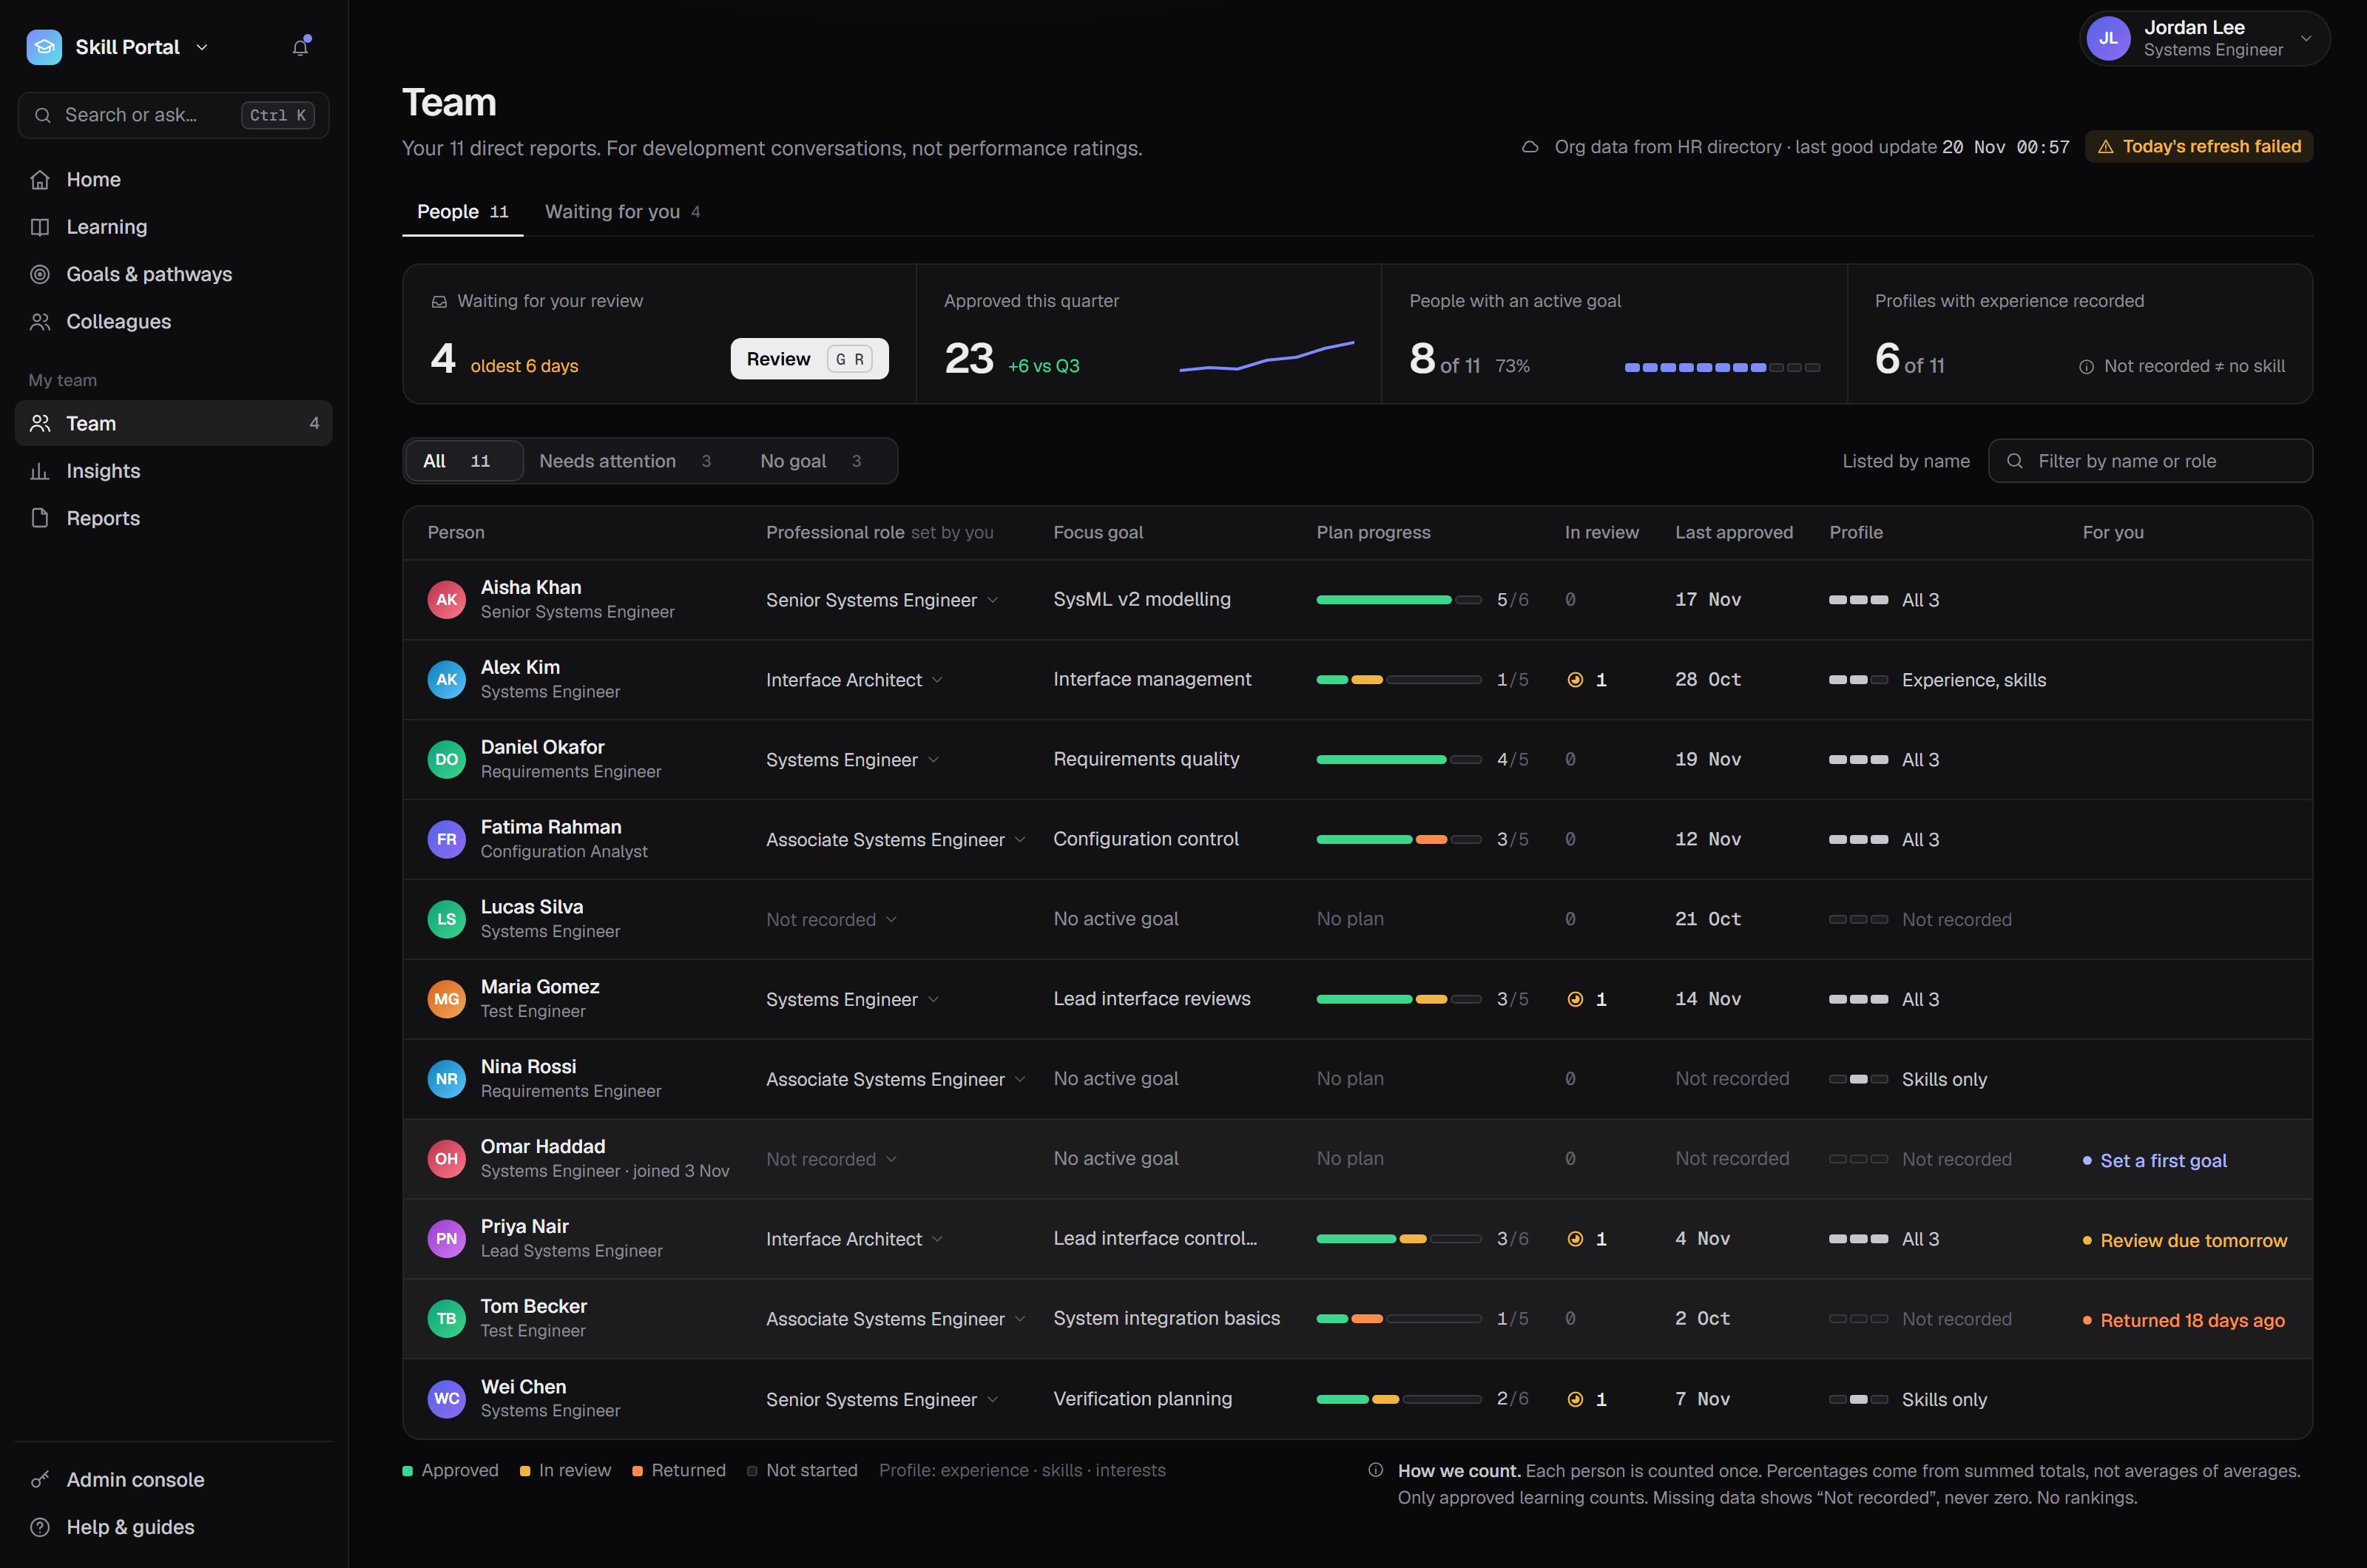 Skill Portal
Search or ask... Ctrl K
Home
Learning
Goals & pathways
Colleagues
My team
Team 4
Insights
Reports
Admin console
Help & guides
JL Jordan Lee
Systems Engineer
Team
Your 11 direct reports. For development conversations, not performance ratings.
Org data from HR directory · last good update 20 Nov 00:57 Today's refresh failed
People 11 Waiting for you 4
Waiting for your review
4 oldest 6 days Review G R
Approved this quarter
23 +6 vs Q3
People with an active goal
8 of 11 73%
Profiles with experience recorded
6 of 11 Not recorded ≠ no skill
All 11 Needs attention 3 No goal 3
Listed by name Filter by name or role
Person Professional role set by you Focus goal Plan progress In review Last approved Profile For you
AK Aisha Khan
Senior Systems Engineer
Senior Systems Engineer SysML v2 modelling 5/6 0 17 Nov All 3
AK Alex Kim
Systems Engineer
Interface Architect Interface management 1/5 1 28 Oct Experience, skills
DO Daniel Okafor
Requirements Engineer
Systems Engineer Requirements quality 4/5 0 19 Nov All 3
FR Fatima Rahman
Configuration Analyst
Associate Systems Engineer Configuration control 3/5 0 12 Nov All 3
LS Lucas Silva
Systems Engineer
Not recorded No active goal No plan 0 21 Oct Not recorded
MG Maria Gomez
Test Engineer
Systems Engineer Lead interface reviews 3/5 1 14 Nov All 3
NR Nina Rossi
Requirements Engineer
Associate Systems Engineer No active goal No plan 0 Not recorded Skills only
OH Omar Haddad
Systems Engineer · joined 3 Nov
Not recorded No active goal No plan 0 Not recorded Not recorded Set a first goal
PN Priya Nair
Lead Systems Engineer
Interface Architect Lead interface control... 3/6 1 4 Nov All 3 Review due tomorrow
TB Tom Becker
Test Engineer
Associate Systems Engineer System integration basics 1/5 0 2 Oct Not recorded Returned 18 days ago
WC Wei Chen
Systems Engineer
Senior Systems Engineer Verification planning 2/6 1 7 Nov Skills only
Approved In review Returned Not started Profile: experience · skills · interests
How we count. Each person is counted once. Percentages come from summed totals, not averages of averages.
Only approved learning counts. Missing data shows “Not recorded”, never zero. No rankings.